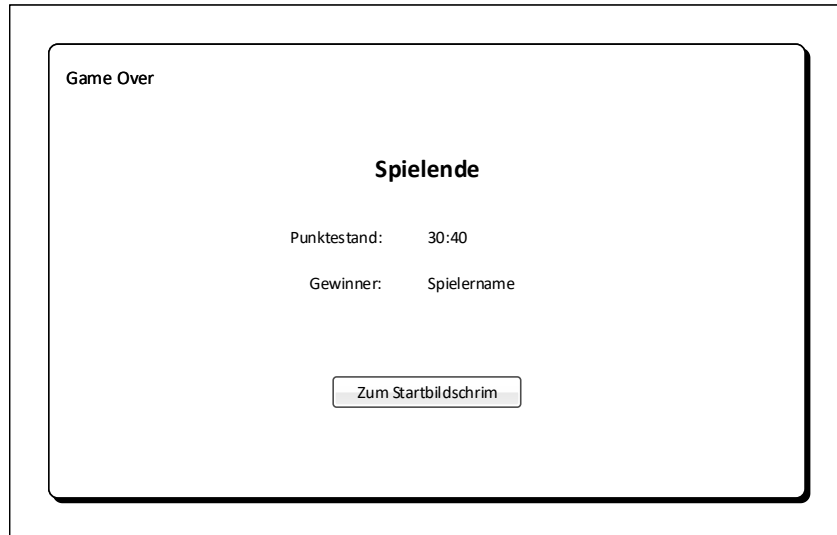 Game Over
Spielende
Punktestand: 30:40
Gewinner: Spielername
Zum Startbildschrim